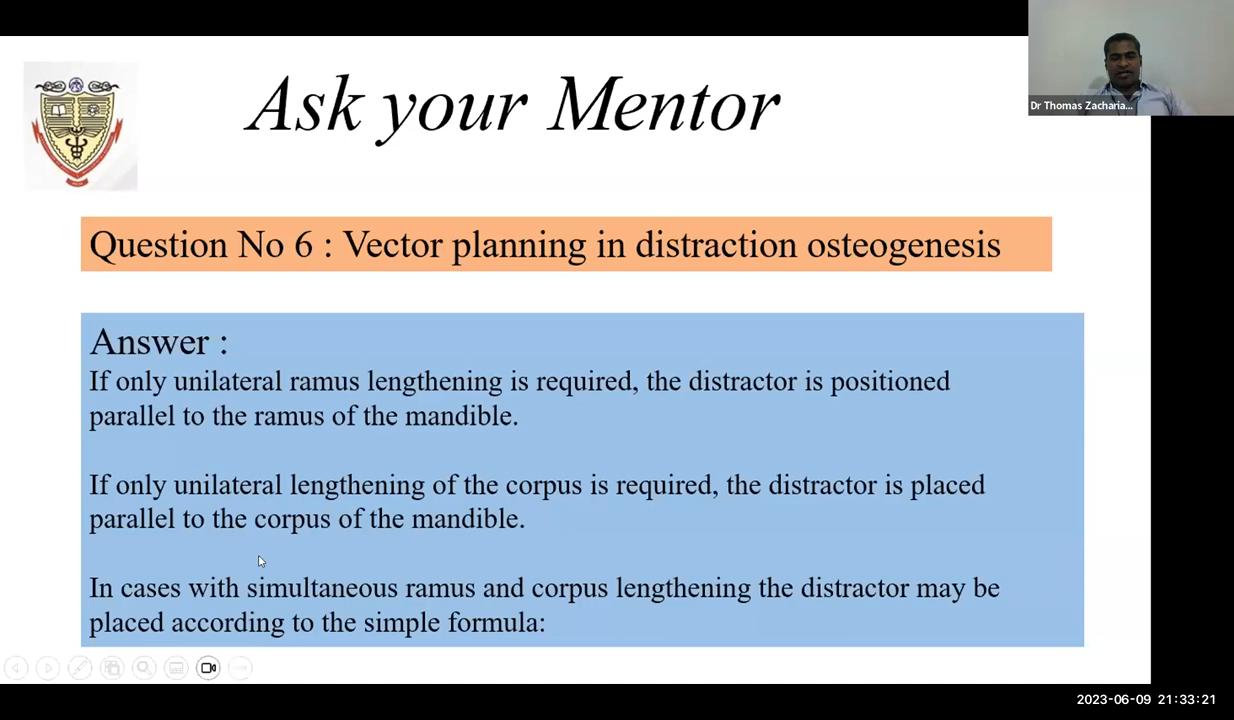 Ask your Mentor
Dr Thomas Zacharia...
Question No 6 : Vector planning in distraction osteogenesis
Answer :
If only unilateral ramus lengthening is required, the distractor is positioned
parallel to the ramus of the mandible.
If only unilateral lengthening of the corpus is required, the distractor is placed
parallel to the corpus of the mandible.
In cases with simultaneous ramus and corpus lengthening the distractor may be
placed according to the simple formula:
2023-06-09 21:33:21